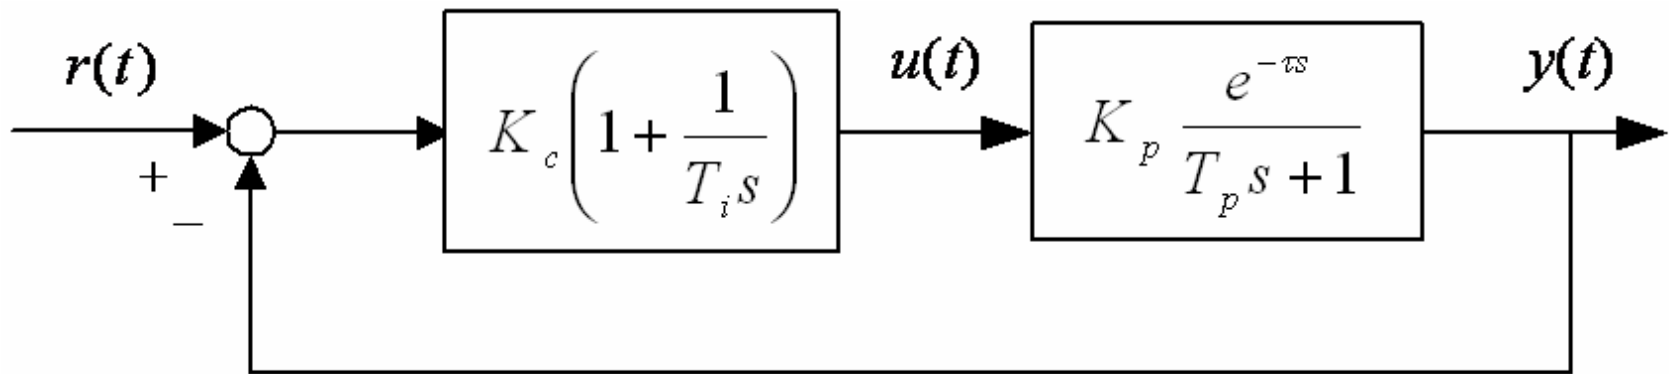 r(t)
+
−
K_c(1 + 1/(T_i s))
u(t)
K_p e^{-τs}/(T_p s + 1)
y(t)